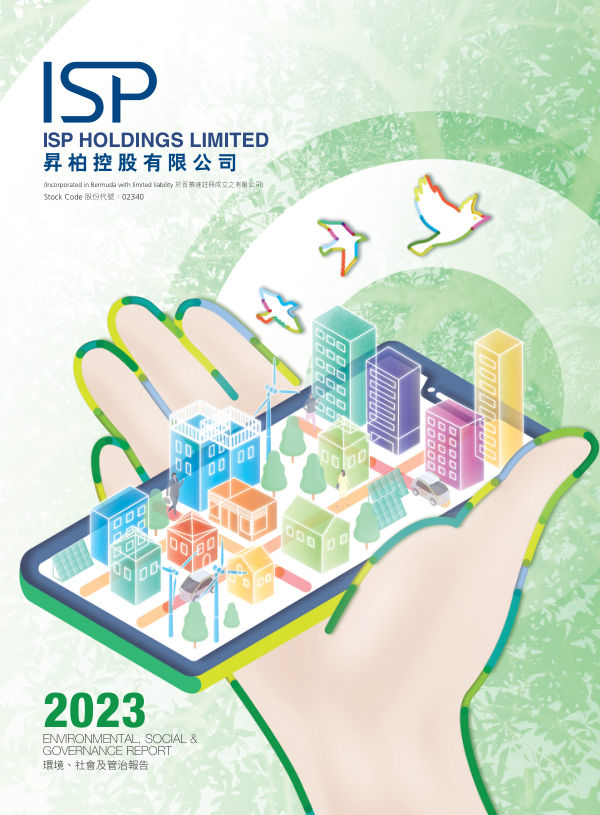 ISP
ISP HOLDINGS LIMITED
昇柏控股有限公司
(Incorporated in Bermuda with limited liability 於百慕達註冊成立之有限公司)
Stock Code 股份代號：02340
2023
ENVIRONMENTAL, SOCIAL &
GOVERNANCE REPORT
環境、社會及管治報告